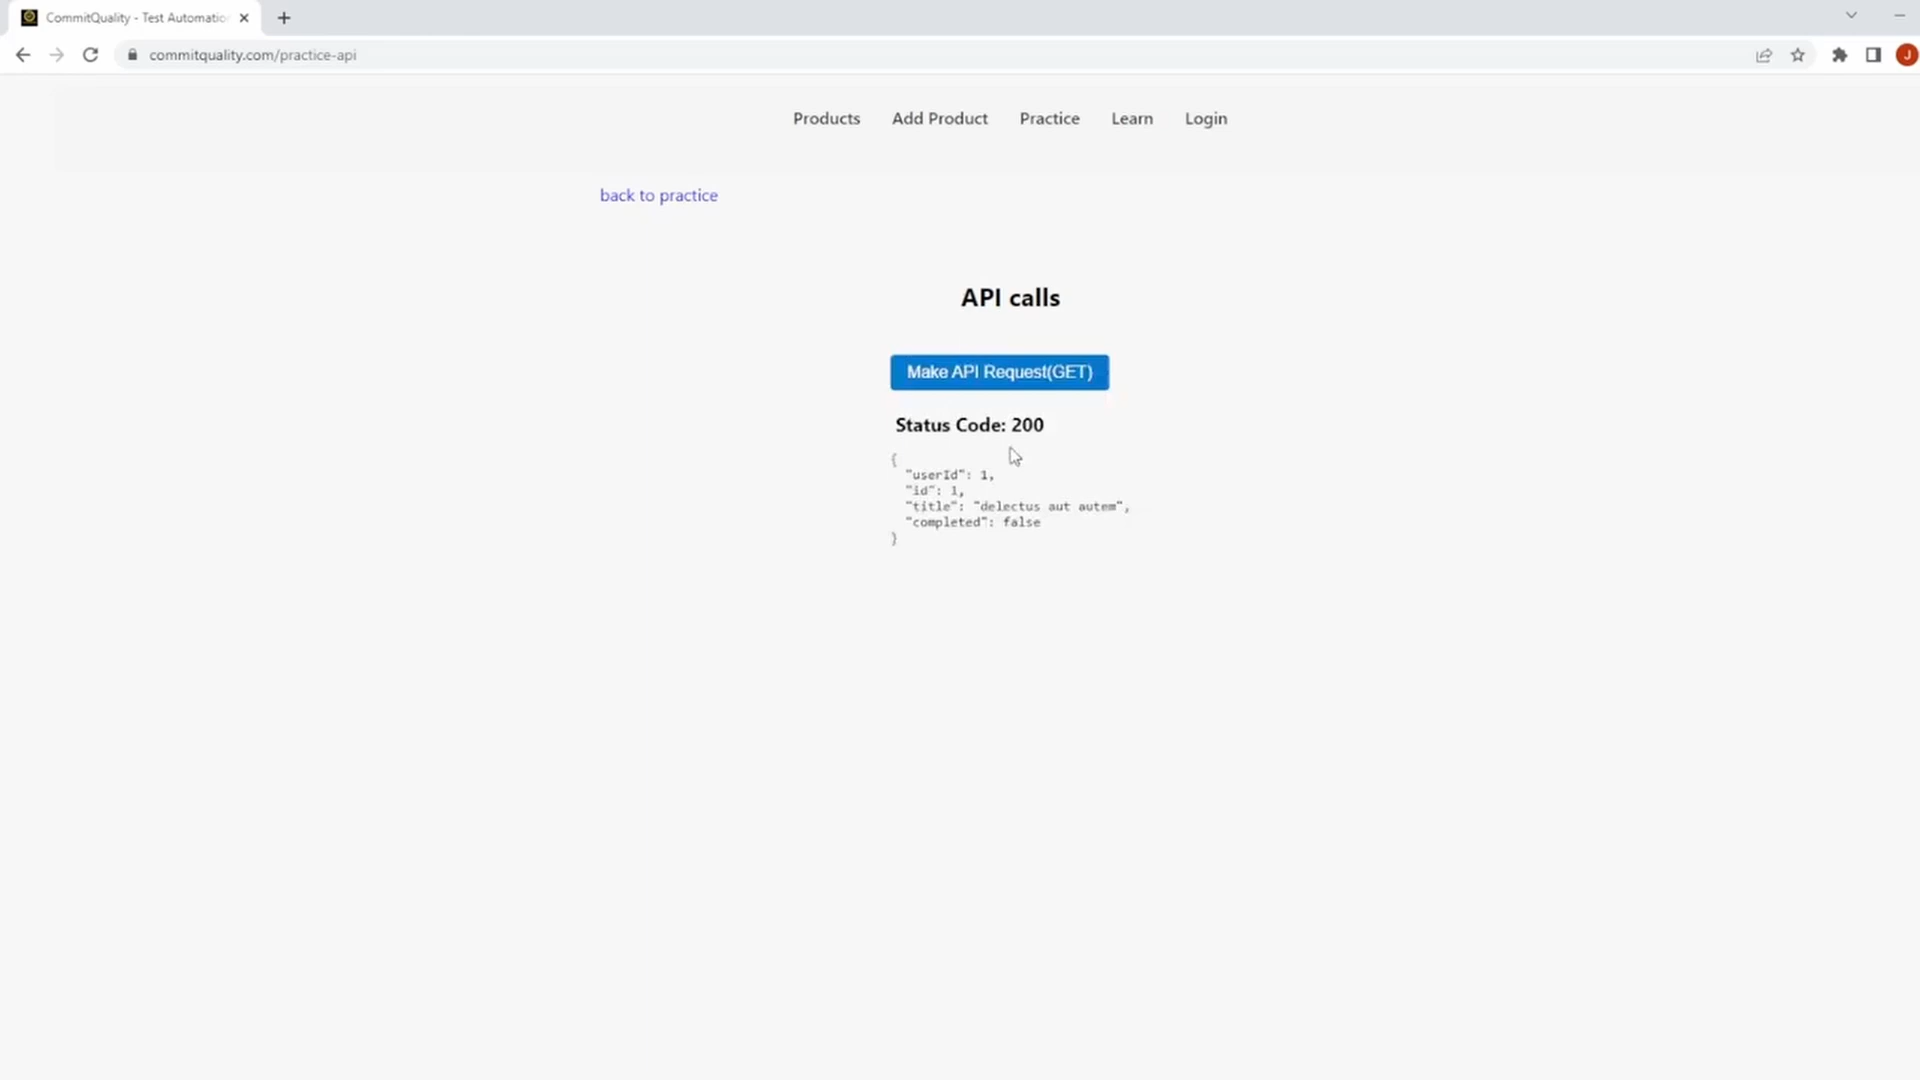 CommitQuality - Test Automatio
commitquality.com/practice-api
J
Products Add Product Practice Learn Login
back to practice
API calls
Make API Request(GET)
Status Code: 200
{
"userId": 1,
"id": 1,
"title": "delectus aut autem",
"completed": false
}